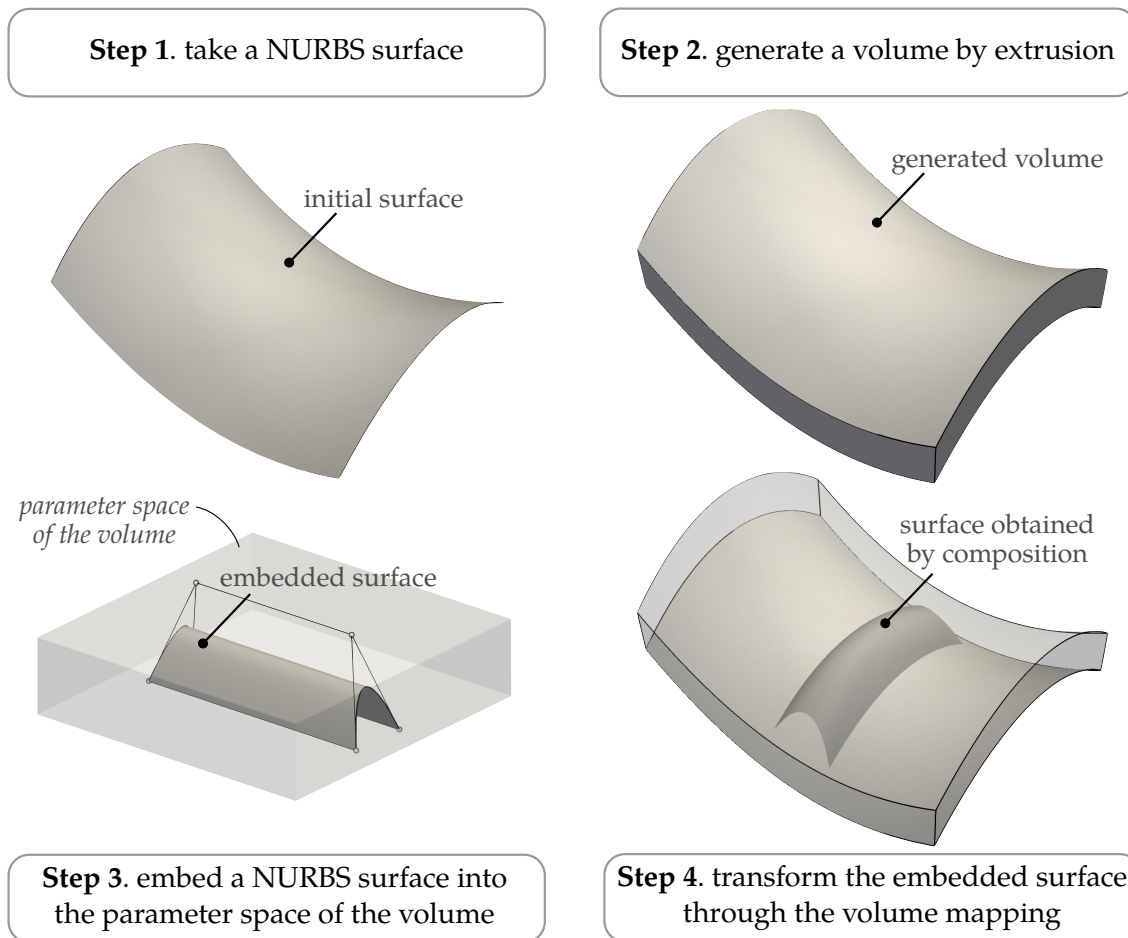 Step 1. take a NURBS surface
Step 2. generate a volume by extrusion
initial surface
generated volume
parameter space
of the volume
embedded surface
surface obtained
by composition
Step 3. embed a NURBS surface into
the parameter space of the volume
Step 4. transform the embedded surface
through the volume mapping